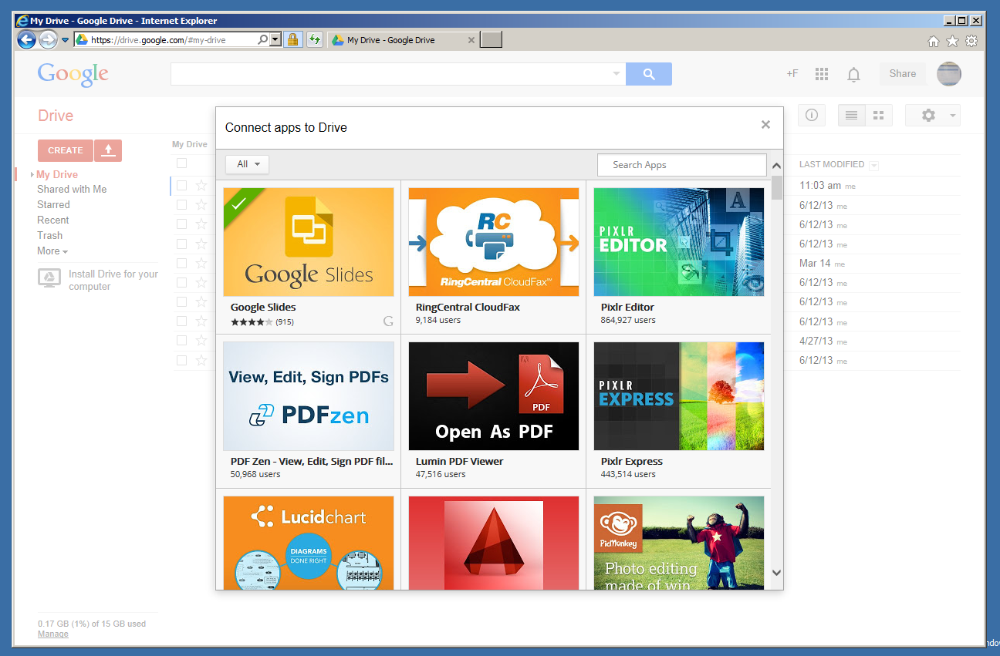 My Drive - Google Drive - Internet Explorer
https://drive.google.com/#my-drive
My Drive - Google Drive
Google
+F
Share
Drive
Connect apps to Drive
CREATE
My Drive
All
Search Apps
My Drive
Shared with Me
Starred
Recent
Trash
More
Install Drive for your
computer
LAST MODIFIED
11:03 am me
6/12/13 me
6/12/13 me
6/12/13 me
Mar 14 me
6/12/13 me
6/12/13 me
6/12/13 me
4/27/13 me
6/12/13 me
Google Slides
Google Slides
(915)
G
RC
RingCentral CloudFax™
RingCentral CloudFax
9,184 users
A
PIXLR
EDITOR
Pixlr Editor
864,927 users
View, Edit, Sign PDFs
PDFzen
PDF Zen - View, Edit, Sign PDF fil...
50,968 users
PDF
Open As PDF
Lumin PDF Viewer
47,516 users
PIXLR
EXPRESS
Pixlr Express
443,514 users
Lucidchart
DIAGRAMS
DONE RIGHT
PicMonkey
Photo editing
made of win
0.17 GB (1%) of 15 GB used
Manage